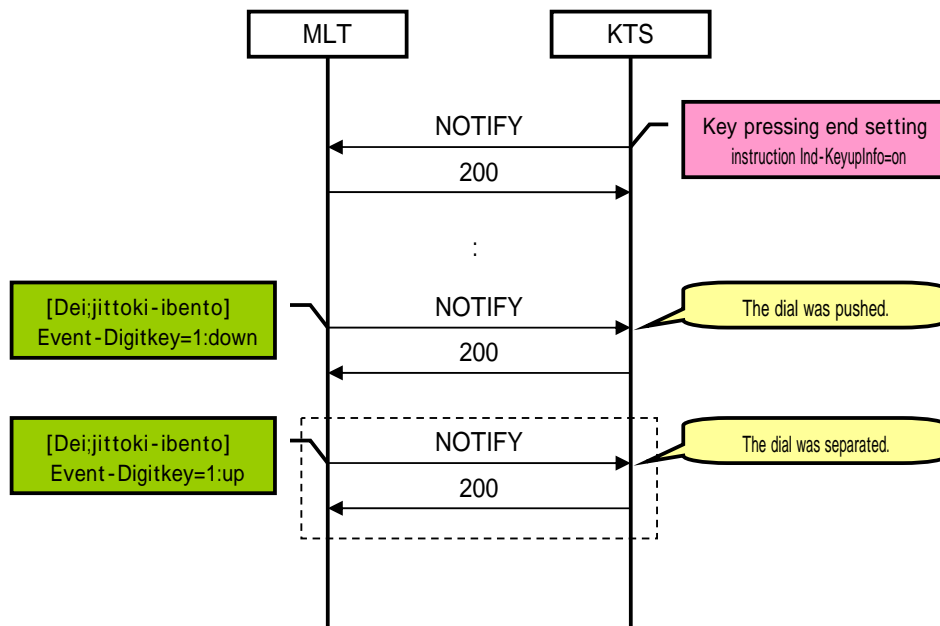 MLT
KTS
NOTIFY
Key pressing end setting
instruction Ind-KeyupInfo=on
200
:
[Dei;jittoki-ibento]
Event-Digitkey=1:down
NOTIFY
The dial was pushed.
200
[Dei;jittoki-ibento]
Event-Digitkey=1:up
NOTIFY
The dial was separated.
200